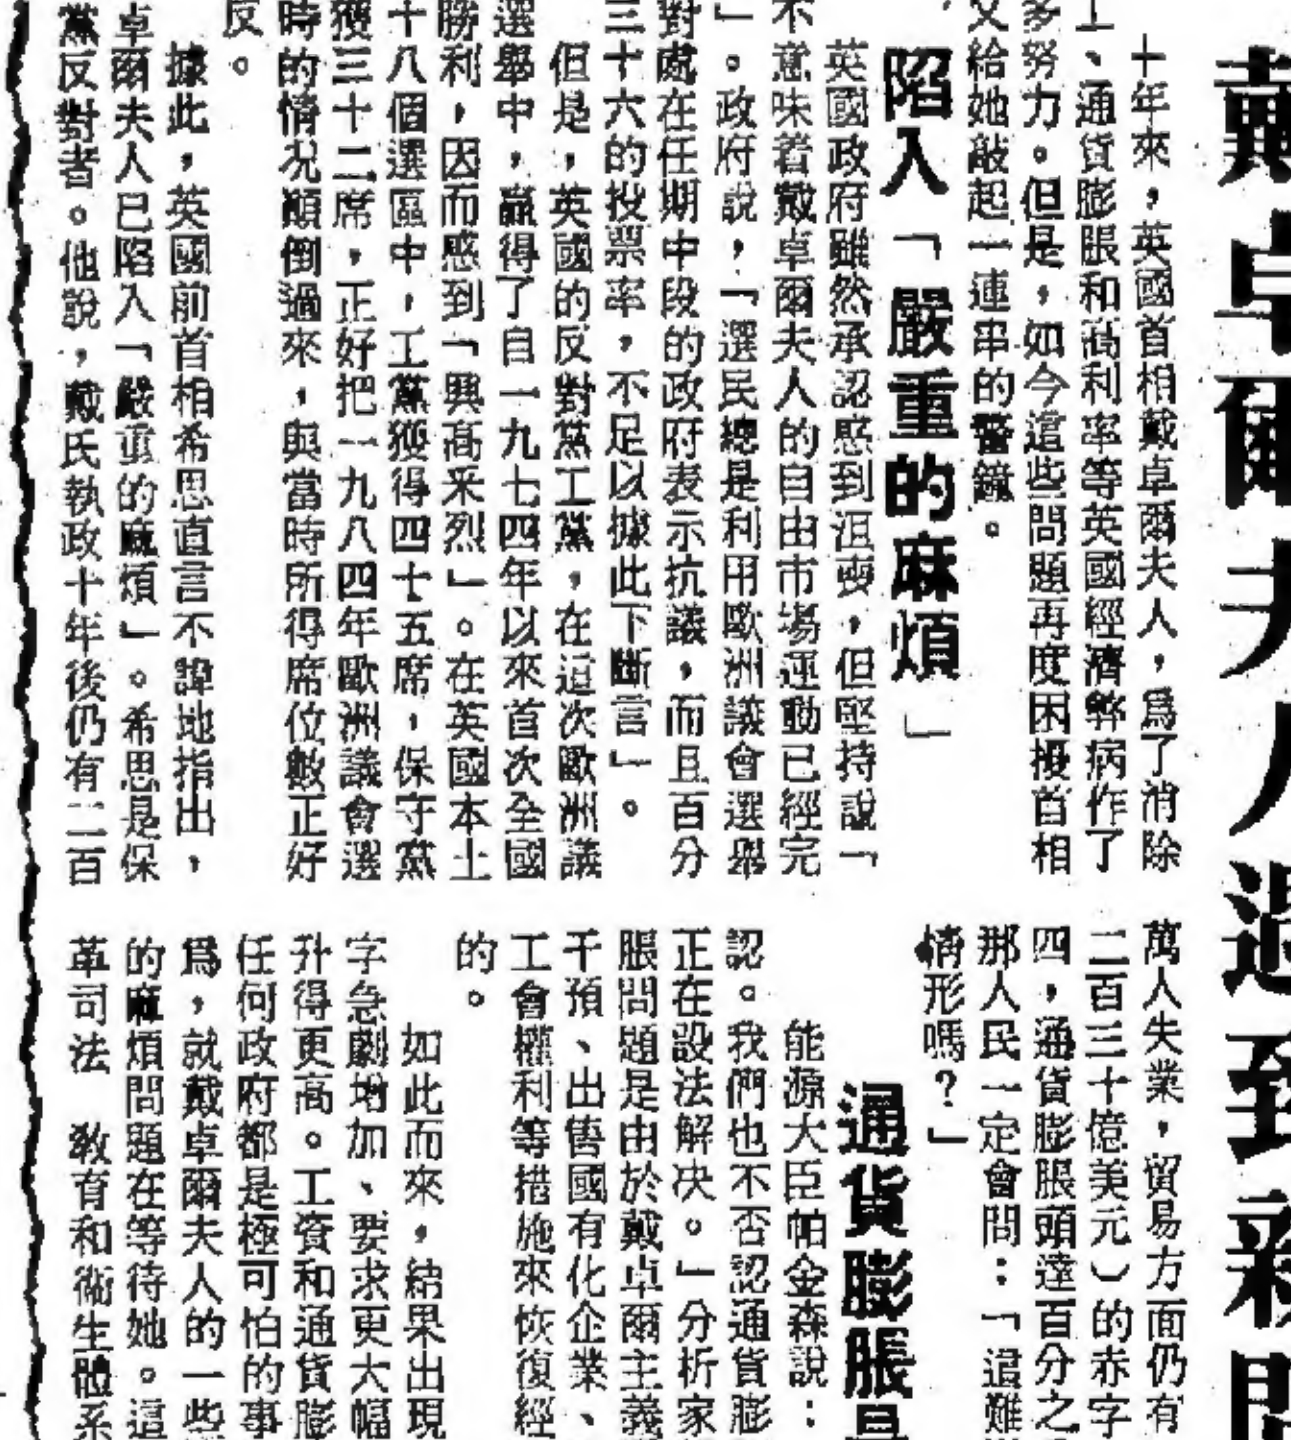 戴卓爾夫人遇到新問
十年來，英國首相戴卓爾夫人，爲了消除
、通貨膨脹和高利率等英國經濟弊病作了
多努力。但是，如今這些問題再度困擾首相
又給她敲起一連串的警鐘。
陷入「嚴重的麻煩」
英國政府雖然承認感到沮喪，但堅持說「
不意味着戴卓爾夫人的自由市場運動已經完
」。政府說，「選民總是利用歐洲議會選舉
對處在任期中段的政府表示抗議，而且百分
三十六的投票率，不足以據此下斷言」。
但是，英國的反對黨工黨，在這次歐洲議
選舉中，贏得了自一九七四年以來首次全國
勝利，因而感到「興高采烈」。在英國本土
十八個選區中，工黨獲得四十五席，保守黨
獲三十二席，正好把一九八四年歐洲議會選
時的情况顚倒過來，與當時所得席位數正好
反。
據此，英國前首相希思直言不諱地指出，
卓爾夫人已陷入「嚴重的麻煩」。希思是保
黨反對者。他說，戴氏執政十年後仍有二百
萬人失業，貿易方面仍有
二百三十億美元）的赤字
四，通貨膨脹頭達百分之
那人民一定會問：「這難
情形嗎？」
通貨膨脹是
能源大臣帕金森說：
認。我們也不否認通貨膨
正在設法解决。」分析家
脹問題是由於戴卓爾主義
干預、出售國有化企業、
工會權利等措施來恢復經
的。
如此而來，結果出現
字急劇增加、要求更大幅
升得更高。工資和通貨膨
任何政府都是極可怕的事
爲，就戴卓爾夫人的一些
的麻煩問題在等待她。這
革司法　敎育和衞生體系